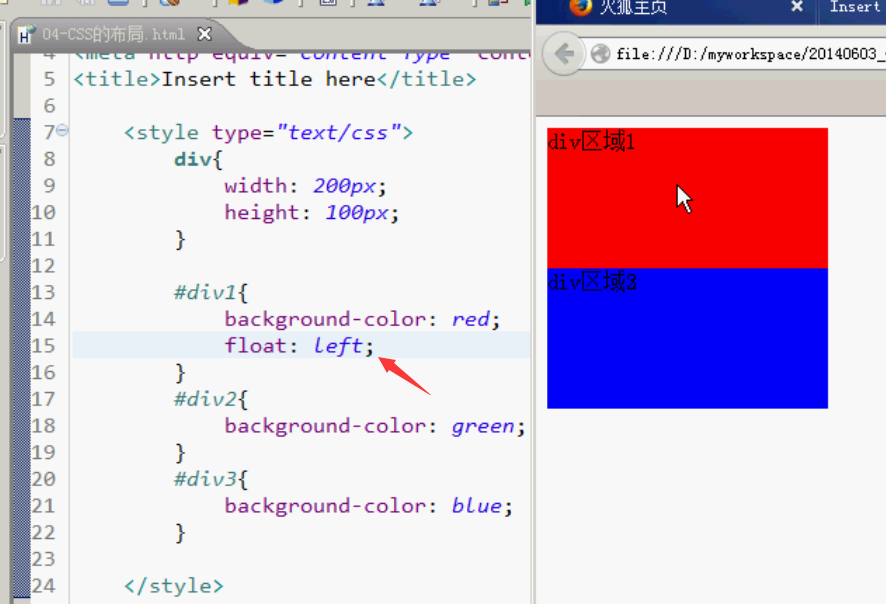 04-CSS的布局.html
4 <meta http-equiv="Content-Type" conte
5 <title>Insert title here</title>
6
7 <style type="text/css">
8 div{
9 width: 200px;
10 height: 100px;
11 }
12
13 #div1{
14 background-color: red;
15 float: left;
16 }
17 #div2{
18 background-color: green;
19 }
20 #div3{
21 background-color: blue;
22 }
23
24 </style>
火狐主页
Insert
file:///D:/myworkspace/20140603_
div区域1
div区域3